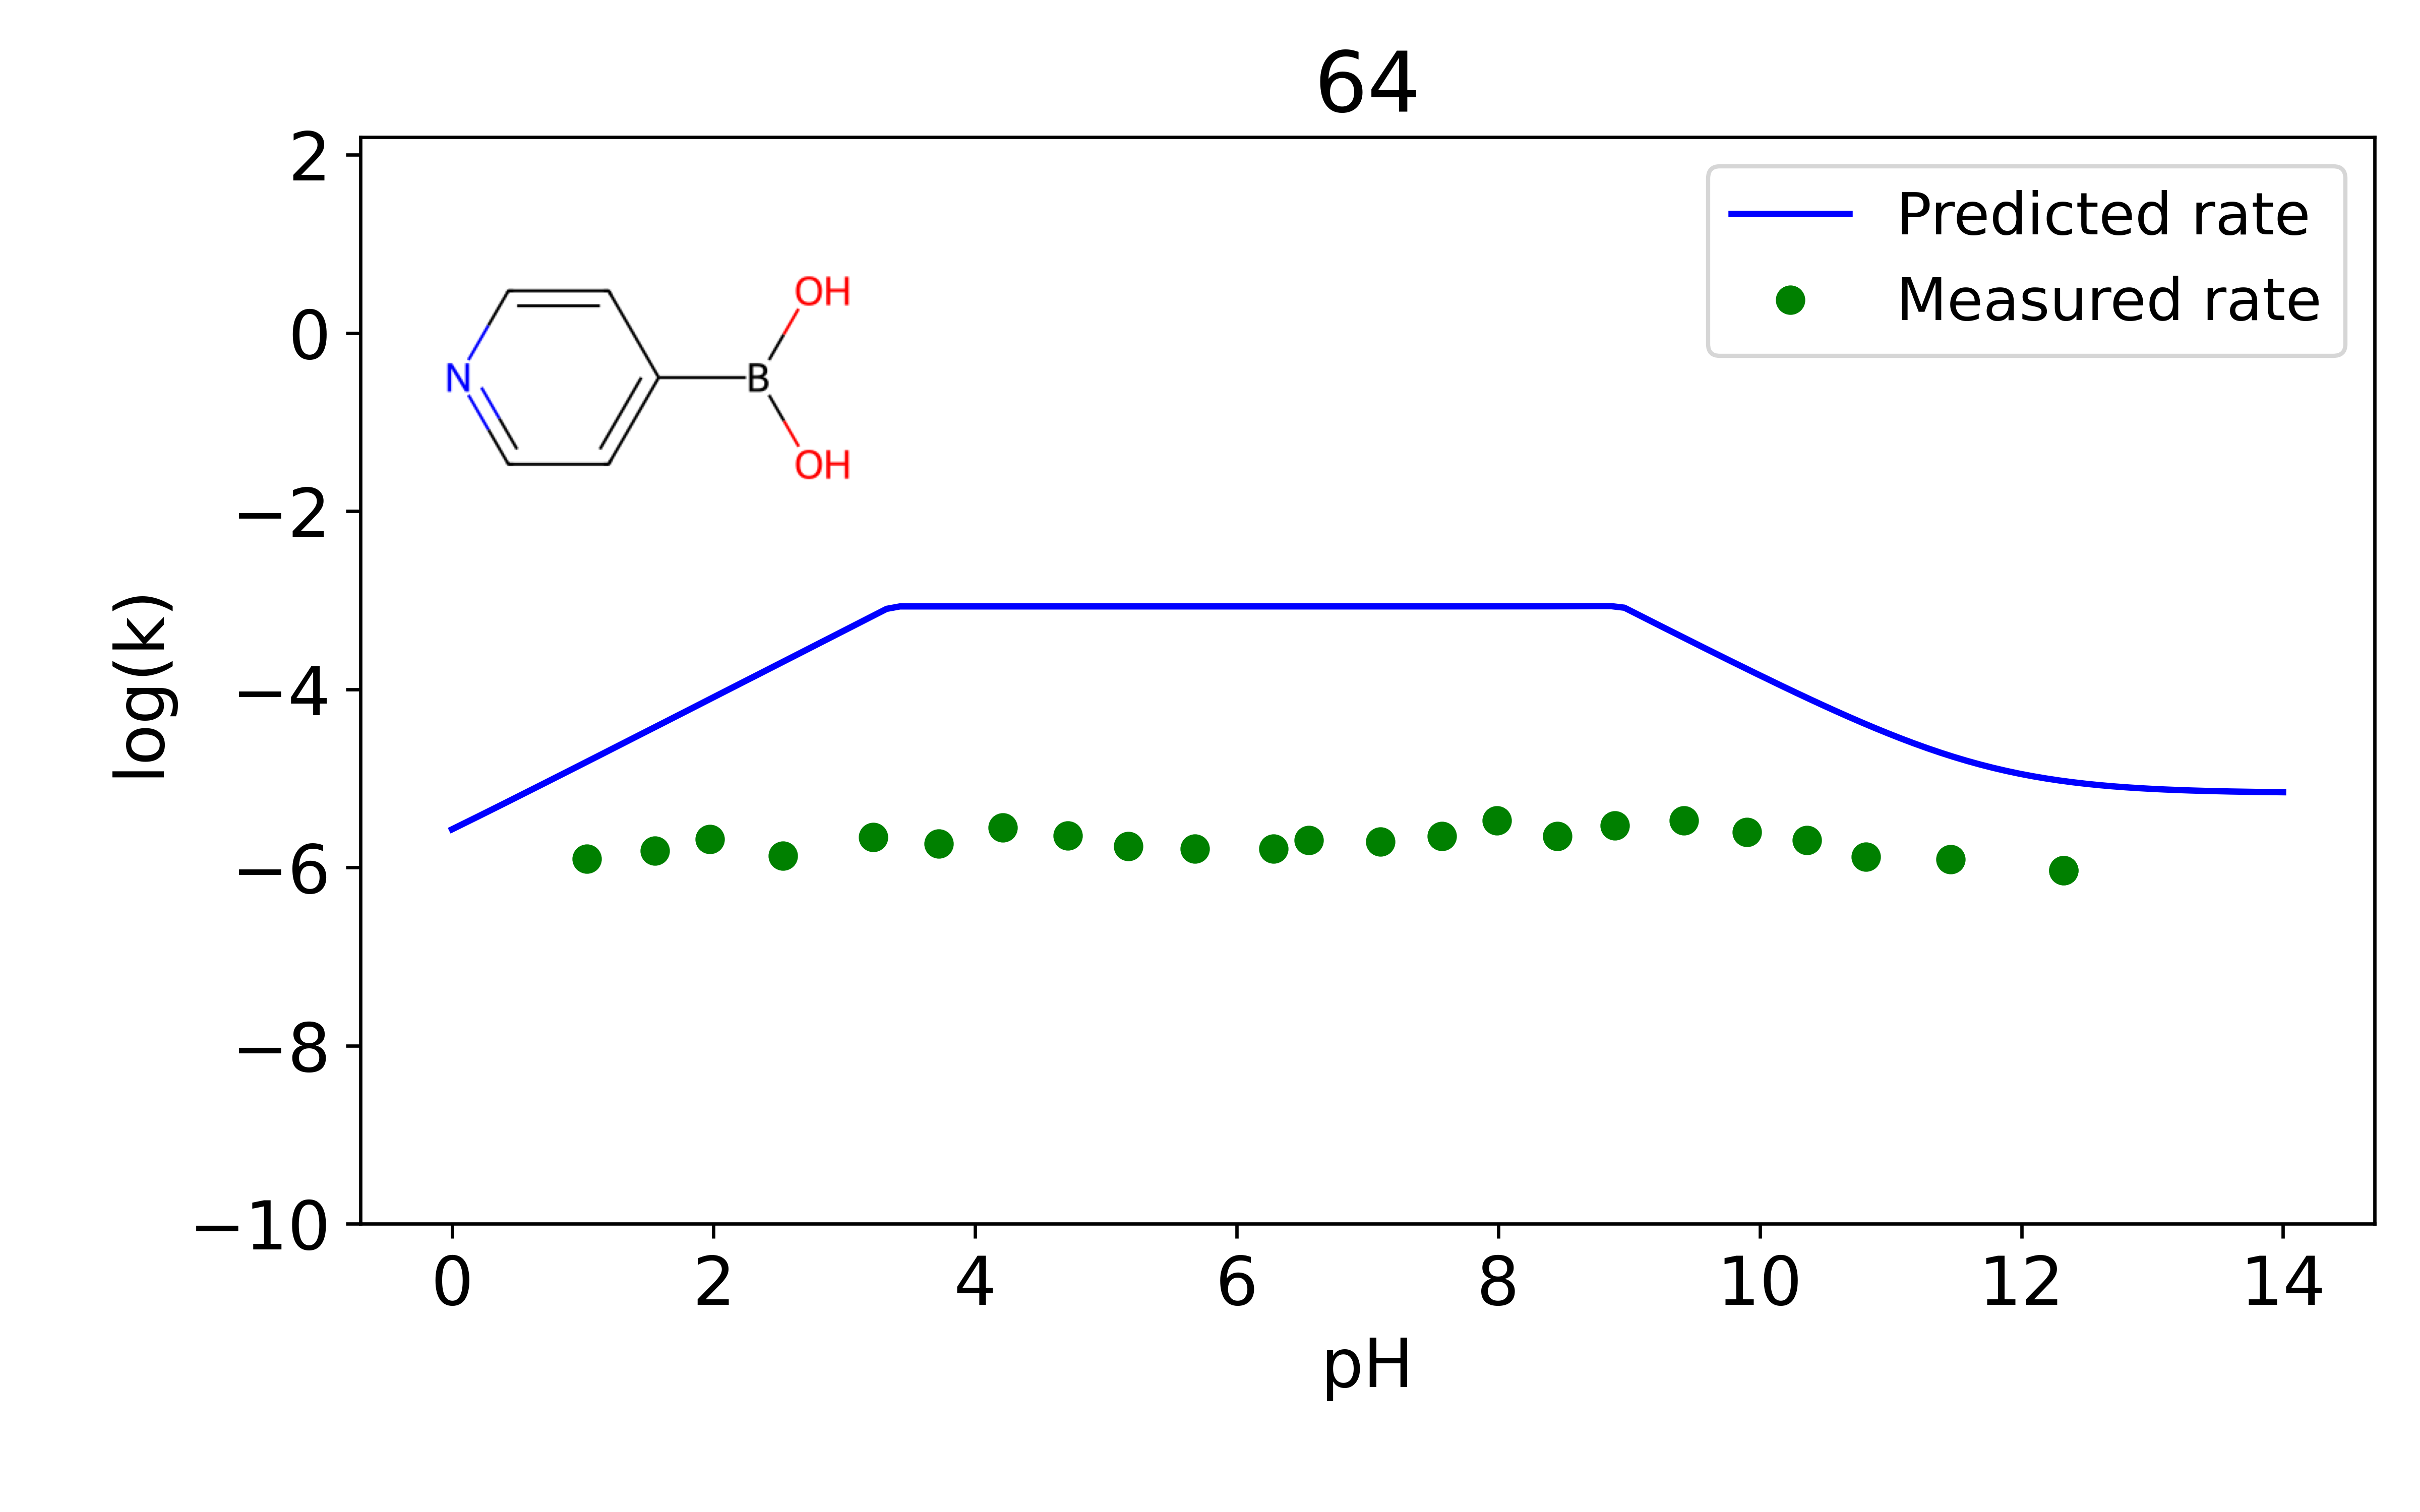 64
2
0
−2
−4
−6
−8
−10
log(k)
Predicted rate
Measured rate
N
B
OH
OH
0 2 4 6 8 10 12 14
pH